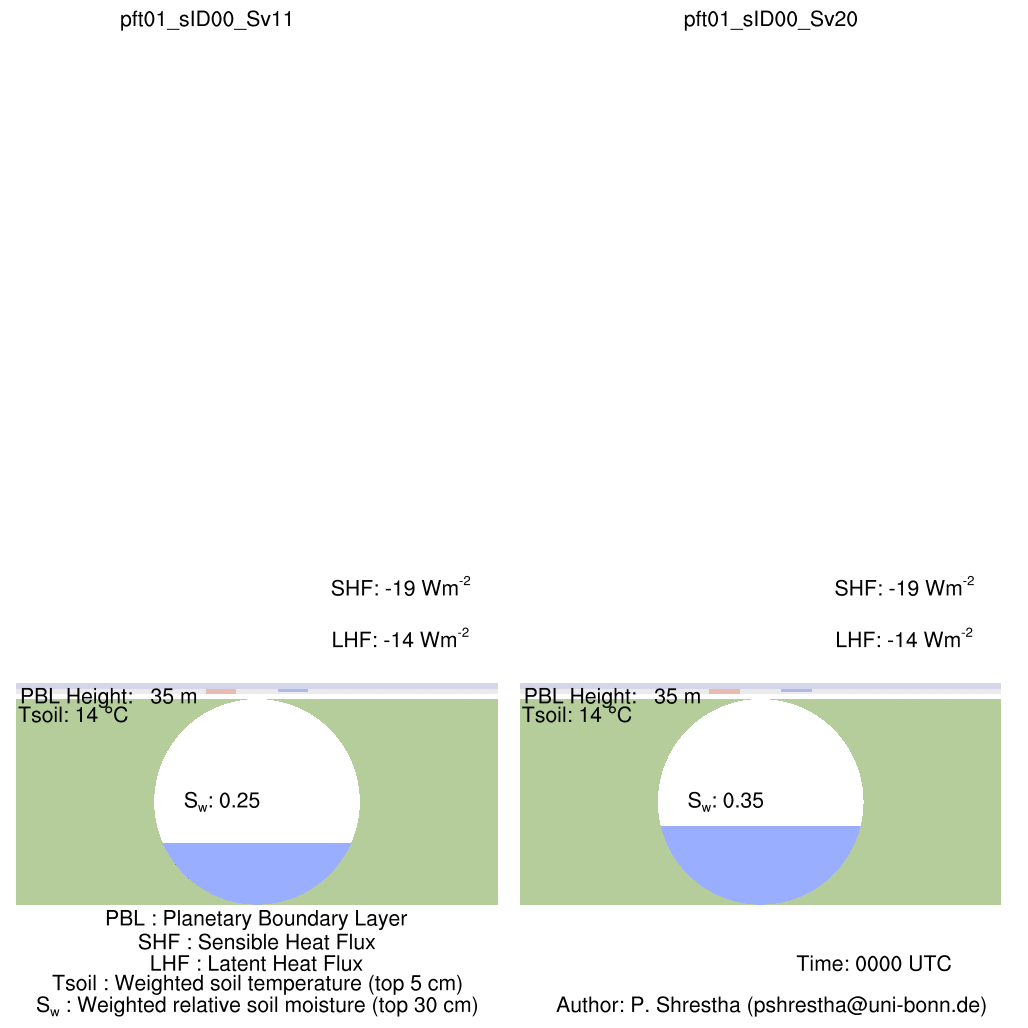 pft01_sID00_Sv11
pft01_sID00_Sv20
SHF: -19 Wm-2
LHF: -14 Wm-2
SHF: -19 Wm-2
LHF: -14 Wm-2
PBL Height: 35 m
Tsoil: 14 °C
Sw: 0.25
PBL Height: 35 m
Tsoil: 14 °C
Sw: 0.35
PBL : Planetary Boundary Layer
SHF : Sensible Heat Flux
LHF : Latent Heat Flux
Tsoil : Weighted soil temperature (top 5 cm)
Sw : Weighted relative soil moisture (top 30 cm)
Time: 0000 UTC
Author: P. Shrestha (pshrestha@uni-bonn.de)